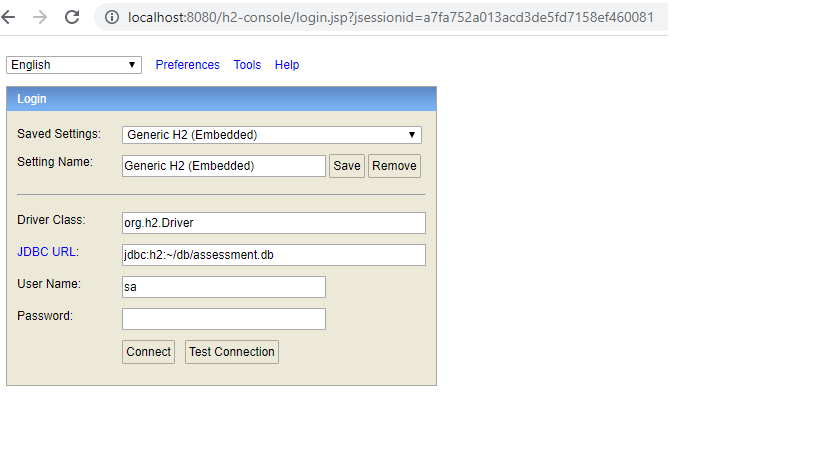 localhost:8080/h2-console/login.jsp?jsessionid=a7fa752a013acd3de5fd7158ef460081
English Preferences Tools Help
Login
Saved Settings: Generic H2 (Embedded)
Setting Name: Generic H2 (Embedded) Save Remove
Driver Class: org.h2.Driver
JDBC URL: jdbc:h2:~/db/assessment.db
User Name: sa
Password:
Connect Test Connection